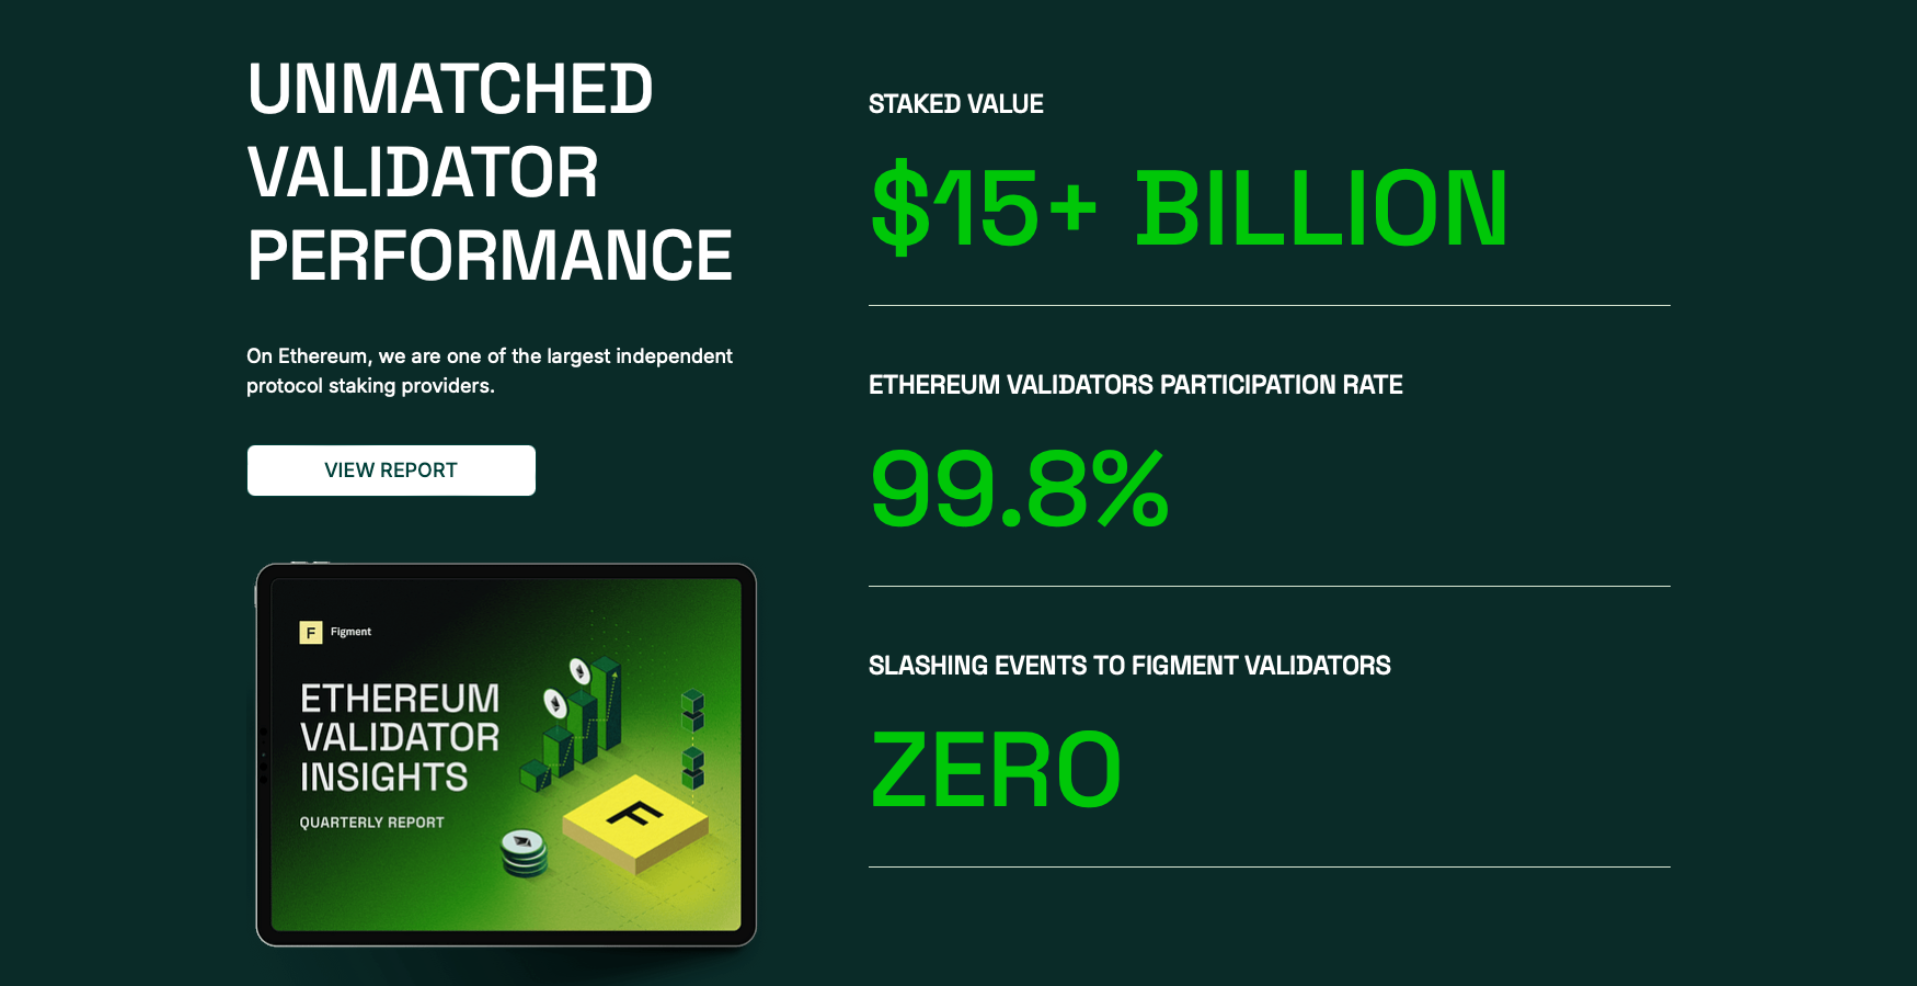 UNMATCHED
VALIDATOR
PERFORMANCE
On Ethereum, we are one of the largest independent
protocol staking providers.
VIEW REPORT
F Figment
ETHEREUM
VALIDATOR
INSIGHTS
QUARTERLY REPORT
F
STAKED VALUE
$15+ BILLION
ETHEREUM VALIDATORS PARTICIPATION RATE
99.8%
SLASHING EVENTS TO FIGMENT VALIDATORS
ZERO